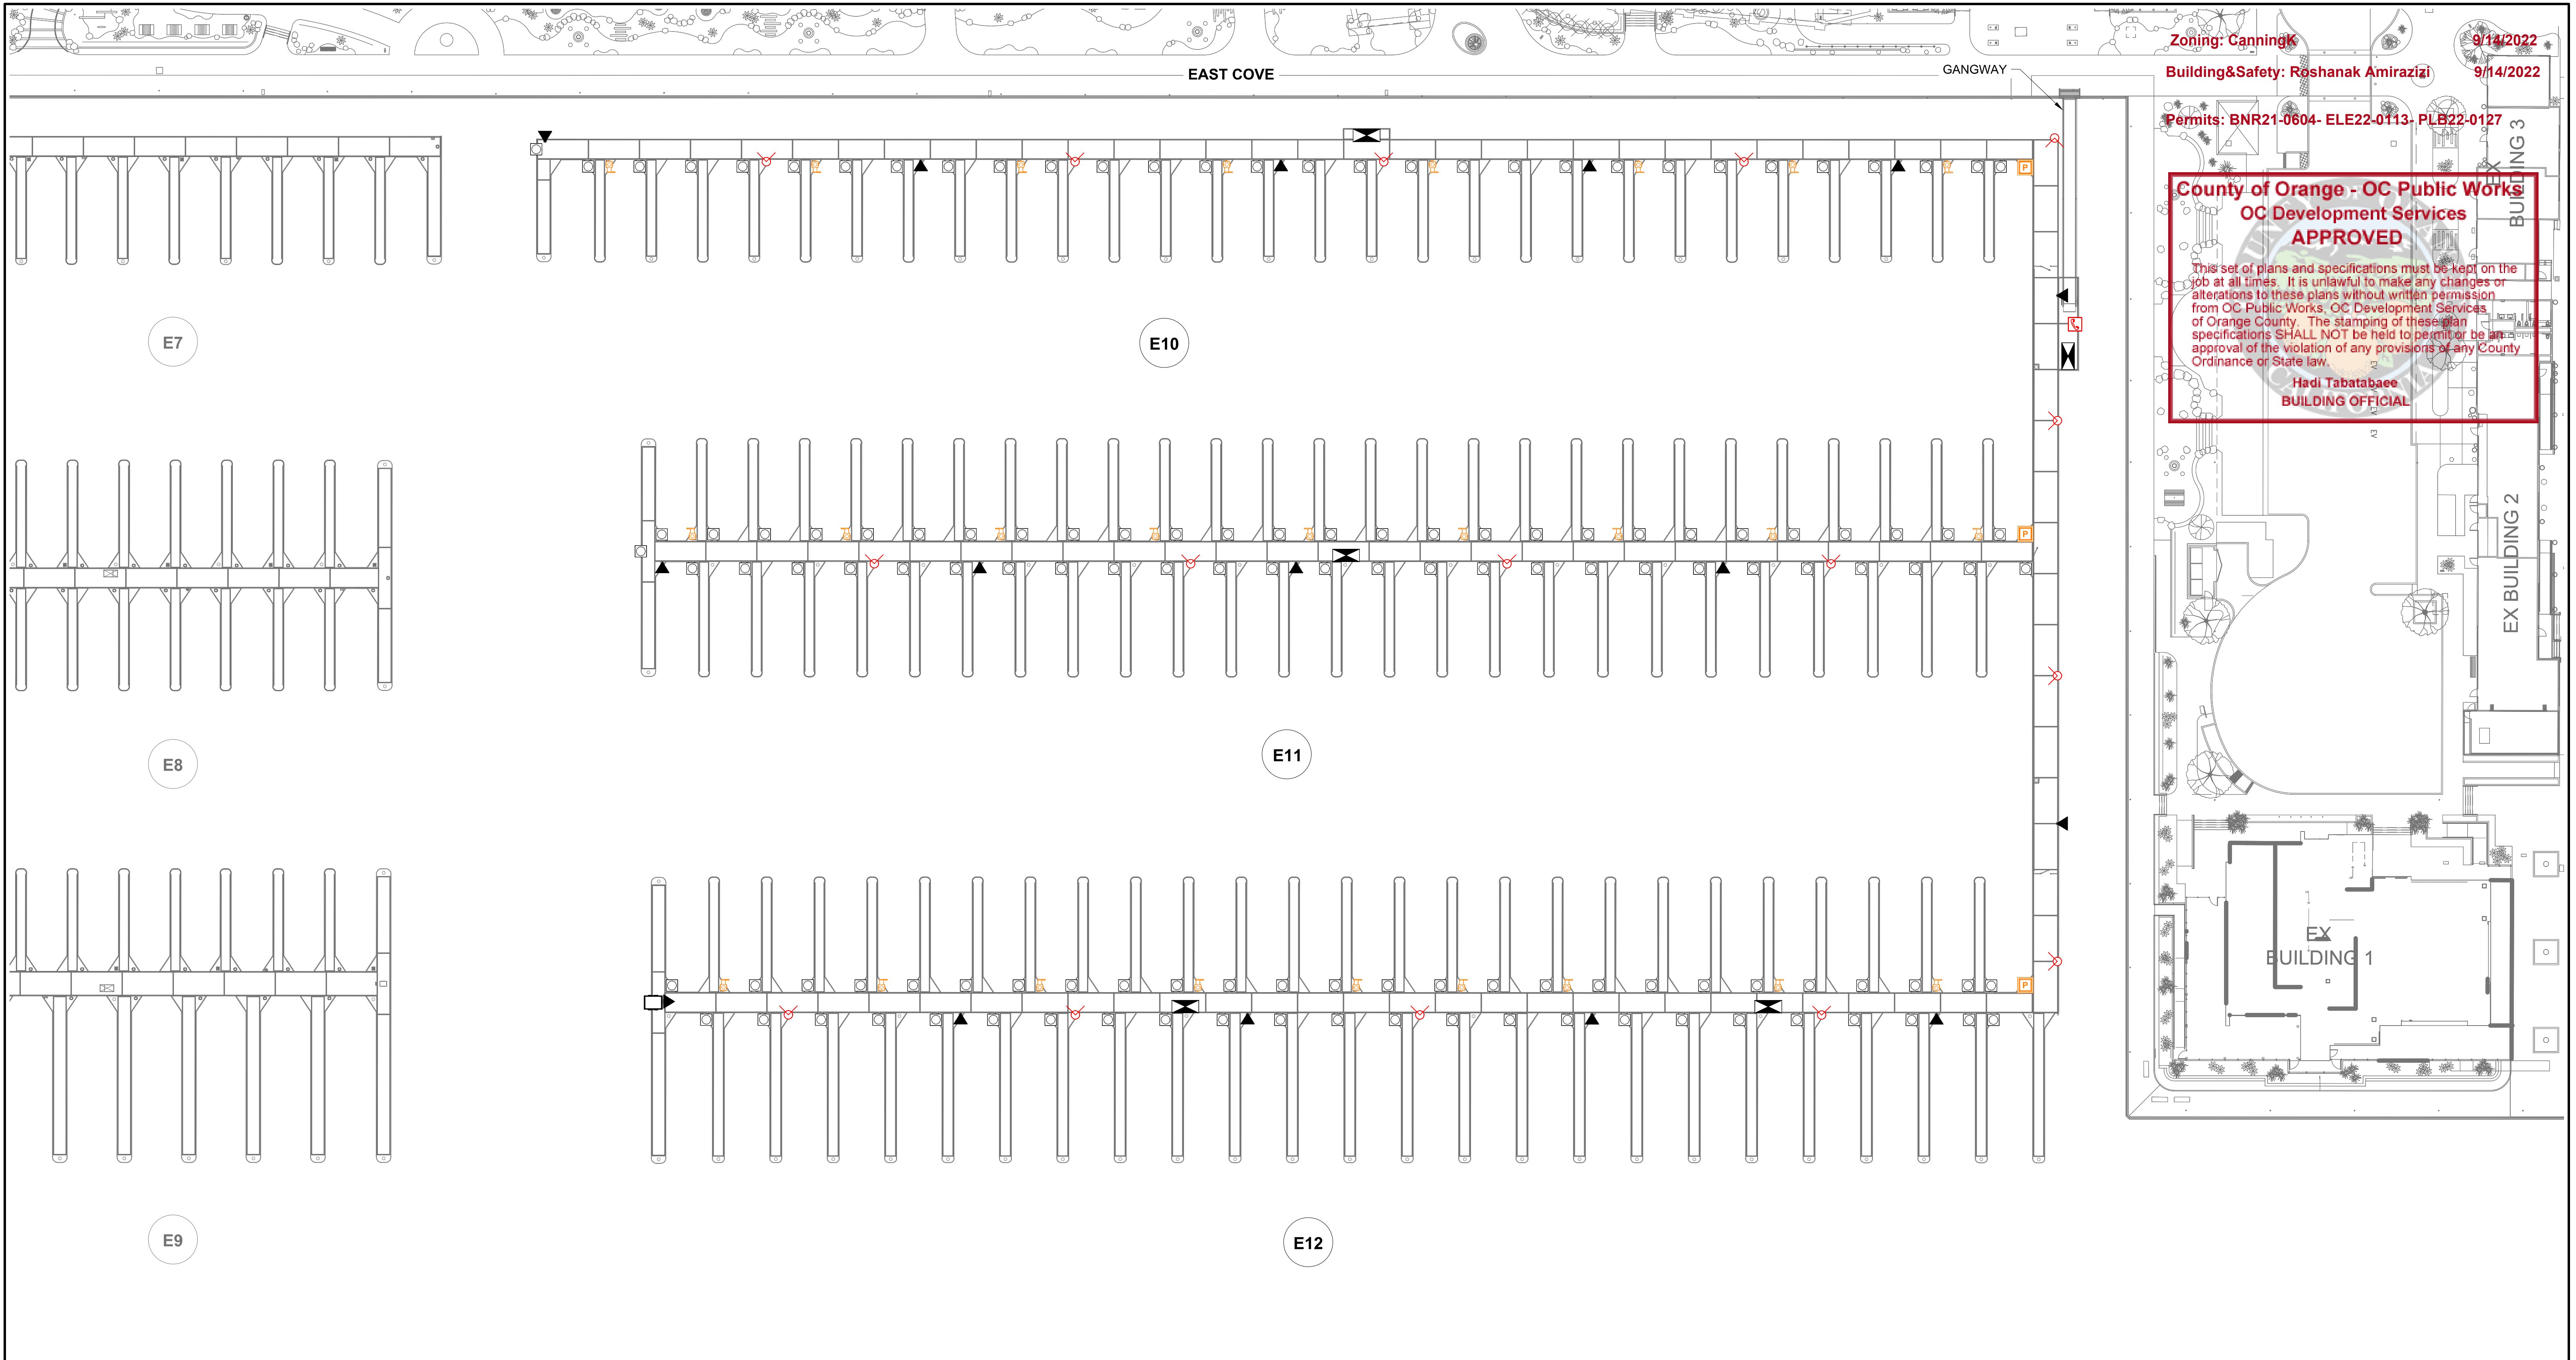 Zoning: CanningK 9/14/2022
EAST COVE
GANGWAY
Building&Safety: Roshanak Amirazizi 9/14/2022
Permits: BNR21-0604- ELE22-0113- PLB22-0127
EX
BUILDING 3
P
County of Orange - OC Public Works
OC Development Services
APPROVED
This set of plans and specifications must be kept on the
job at all times. It is unlawful to make any changes or
alterations to these plans without written permission
from OC Public Works, OC Development Services
of Orange County. The stamping of these plan
specifications SHALL NOT be held to permit or be an
approval of the violation of any provisions of any County
Ordinance or State law.
Hadi Tabatabaee
BUILDING OFFICIAL
EV
EV
EV
EV
E7
E10
P
EX BUILDING 2
E8
E11
EX
BUILDING 1
P
E9
E12